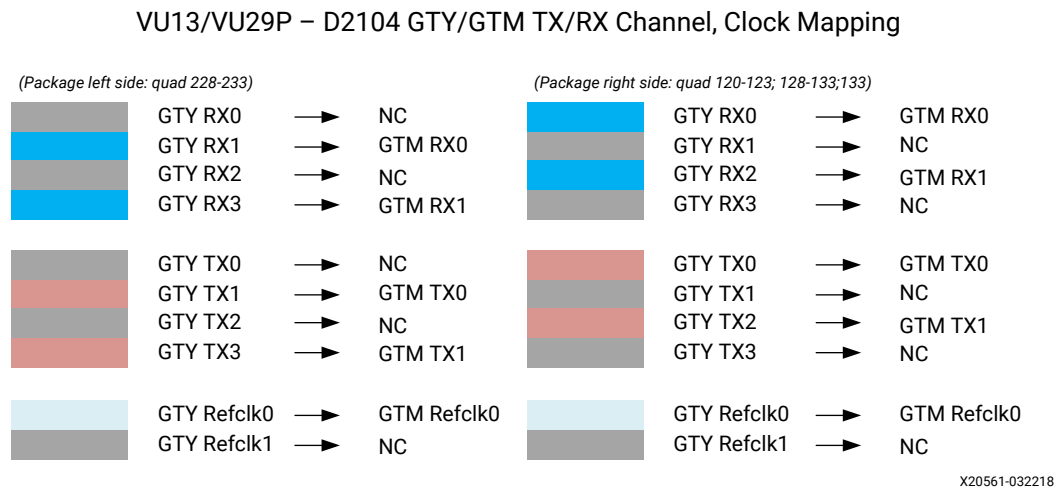 VU13/VU29P – D2104 GTY/GTM TX/RX Channel, Clock Mapping
(Package left side: quad 228-233)
GTY RX0 NC
GTY RX1 GTM RX0
GTY RX2 NC
GTY RX3 GTM RX1
GTY TX0 NC
GTY TX1 GTM TX0
GTY TX2 NC
GTY TX3 GTM TX1
GTY Refclk0 GTM Refclk0
GTY Refclk1 NC
(Package right side: quad 120-123; 128-133;133)
GTY RX0 GTM RX0
GTY RX1 NC
GTY RX2 GTM RX1
GTY RX3 NC
GTY TX0 GTM TX0
GTY TX1 NC
GTY TX2 GTM TX1
GTY TX3 NC
GTY Refclk0 GTM Refclk0
GTY Refclk1 NC
X20561-032218